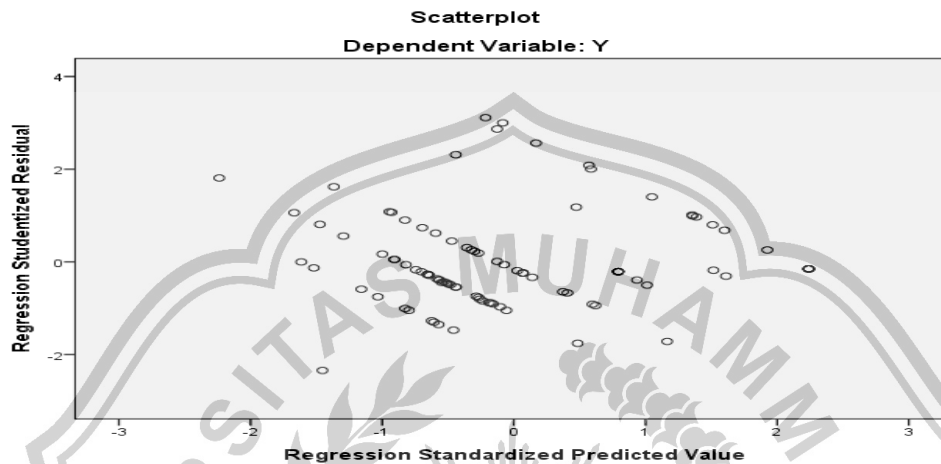 Scatterplot
Dependent Variable: Y
Regression Studentized Residual
4
2
0
-2
-3
-2
-1
0
1
2
3
Regression Standardized Predicted Value
SITAS MUHAMM